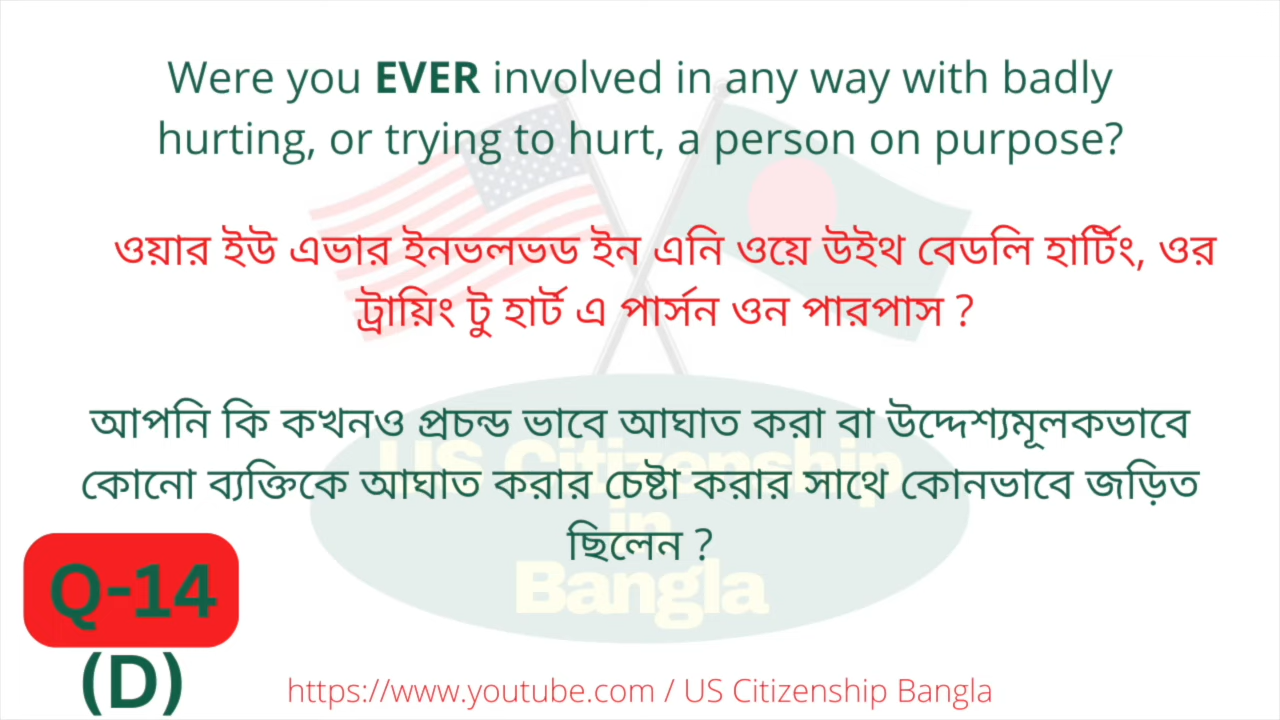 Were you EVER involved in any way with badly
hurting, or trying to hurt, a person on purpose?
ওয়ার ইউ এভার ইনভলভড ইন এনি ওয়ে উইথ বেডলি হার্টিং, ওর
ট্রায়িং টু হার্ট এ পার্সন ওন পারপাস ?
আপনি কি কখনও প্রচন্ড ভাবে আঘাত করা বা উদ্দেশ্যমূলকভাবে
কোনো ব্যক্তিকে আঘাত করার চেষ্টা করার সাথে কোনভাবে জড়িত
ছিলেন ?
US Citizenship
in
Bangla
Q-14
(D)
https://www.youtube.com / US Citizenship Bangla